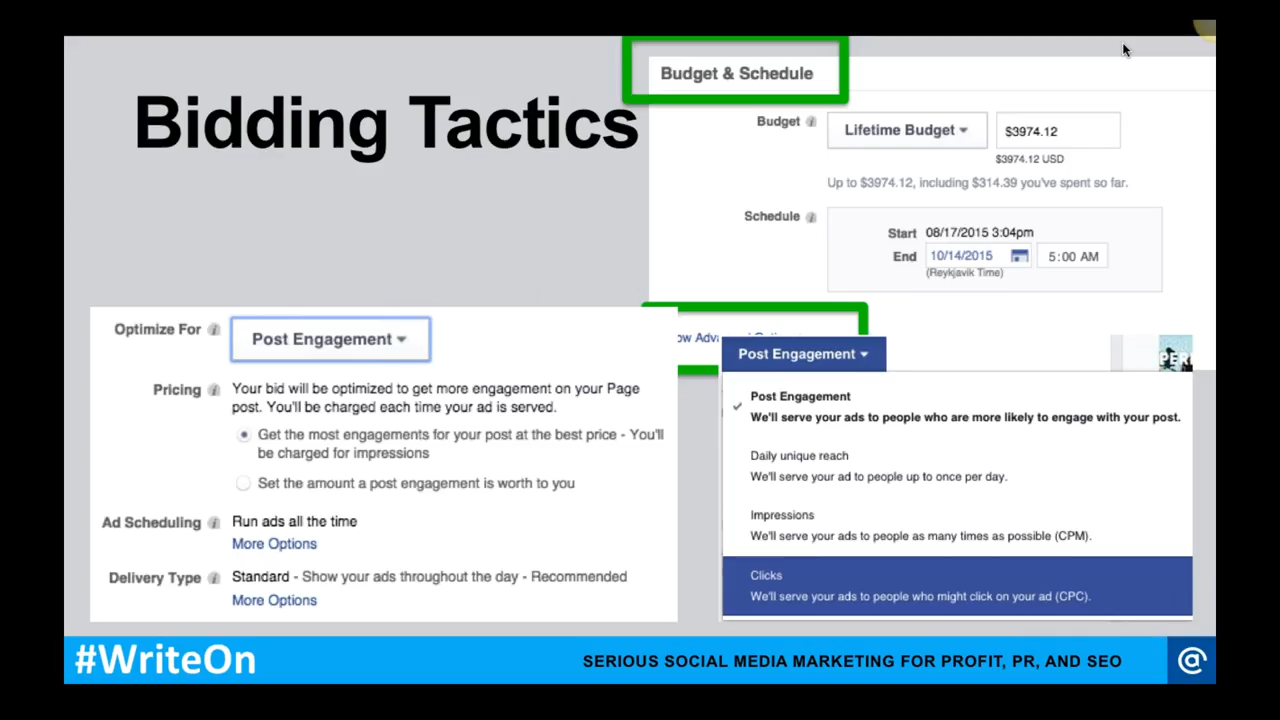 Bidding Tactics
Budget & Schedule
Budget
Lifetime Budget
$3974.12
$3974.12 USD
Up to $3974.12, including $314.39 you've spent so far.
Schedule
Start 08/17/2015 3:04pm
End 10/14/2015 5:00 AM
(Reykjavik Time)
Optimize For
Post Engagement
Pricing
Your bid will be optimized to get more engagement on your Page
post. You'll be charged each time your ad is served.
Get the most engagements for your post at the best price - You'll
be charged for impressions
Set the amount a post engagement is worth to you
Ad Scheduling
Run ads all the time
More Options
Delivery Type
Standard - Show your ads throughout the day - Recommended
More Options
Post Engagement
Post Engagement
We'll serve your ads to people who are more likely to engage with your post.
Daily unique reach
We'll serve your ad to people up to once per day.
Impressions
We'll serve your ads to people as many times as possible (CPM).
Clicks
We'll serve your ads to people who might click on your ad (CPC).
#WriteOn
SERIOUS SOCIAL MEDIA MARKETING FOR PROFIT, PR, AND SEO
@